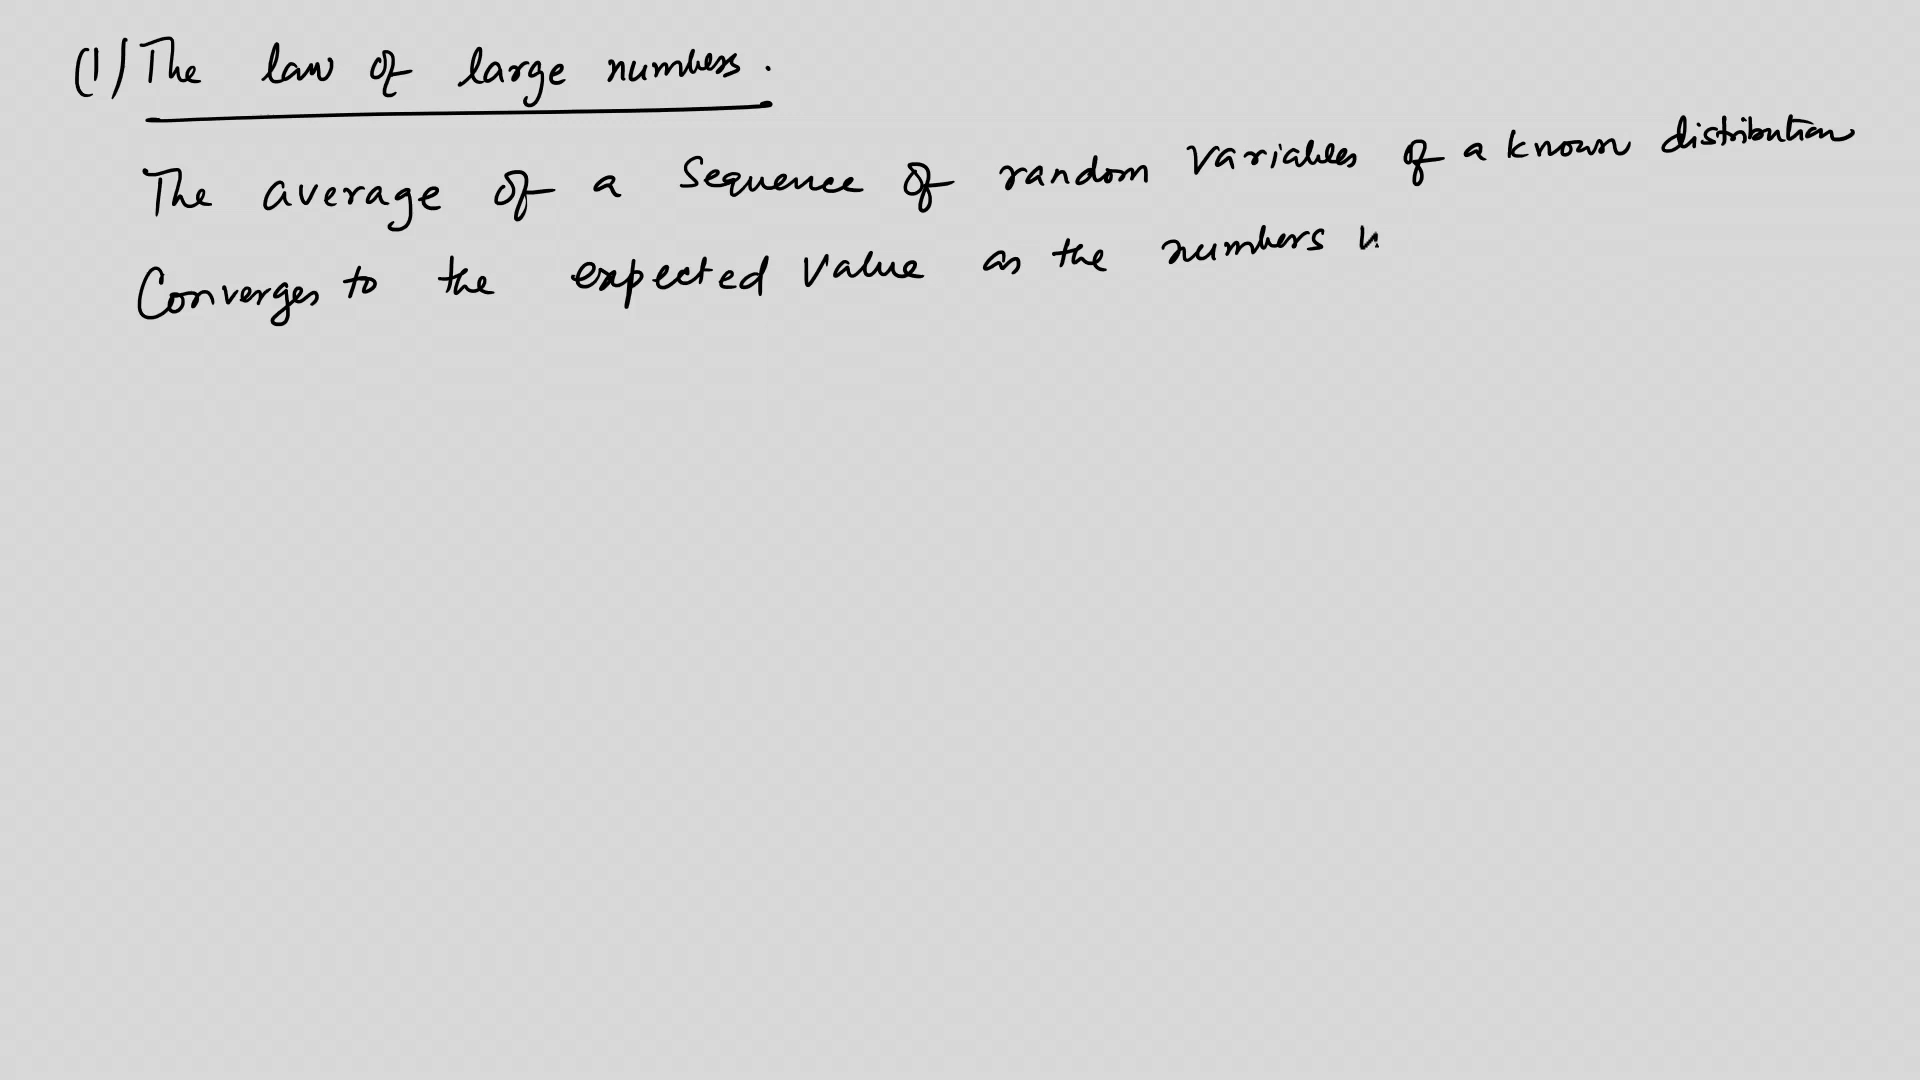 (1) The law of large numbers.
The average of a sequence of random variables of a known distribution
Converges to the expected value as the numbers